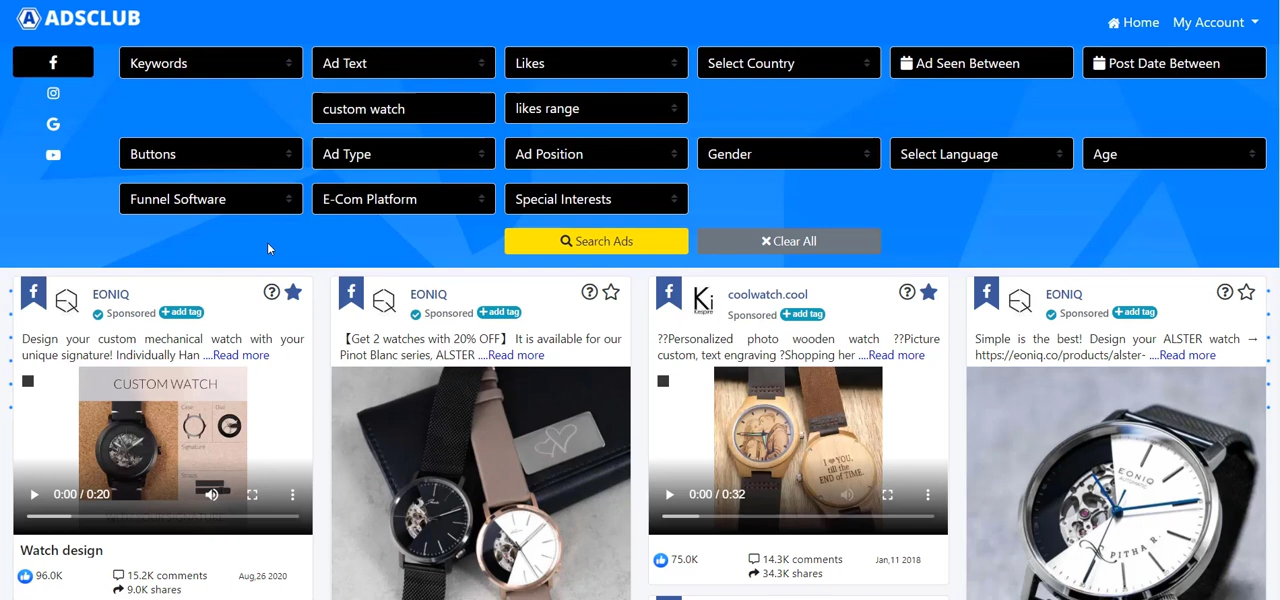 ADSCLUB
Home My Account
Keywords Ad Text Likes Select Country Ad Seen Between Post Date Between
custom watch likes range
Buttons Ad Type Ad Position Gender Select Language Age
Funnel Software E-Com Platform Special Interests
Search Ads Clear All
EONIQ
Sponsored +add tag
Design your custom mechanical watch with your
unique signature! Individually Han ....Read more
CUSTOM WATCH
Signature
0:00 / 0:20
Watch design
96.0K
15.2K comments
9.0K shares
Aug,26 2020
EONIQ
Sponsored +add tag
【Get 2 watches with 20% OFF】 It is available for our
Pinot Blanc series, ALSTER ....Read more
Ki
Kespire
coolwatch.cool
Sponsored +add tag
??Personalized photo wooden watch ??Picture
custom, text engraving ?Shopping her ....Read more
I ♥ YOU,
till the
END OF TIME.
0:00 / 0:32
75.0K
14.3K comments
34.3K shares
Jan,11 2018
EONIQ
Sponsored +add tag
Simple is the best! Design your ALSTER watch →
https://eoniq.co/products/alster- ....Read more
EONIQ
AUTOMATIC
PITHA R.